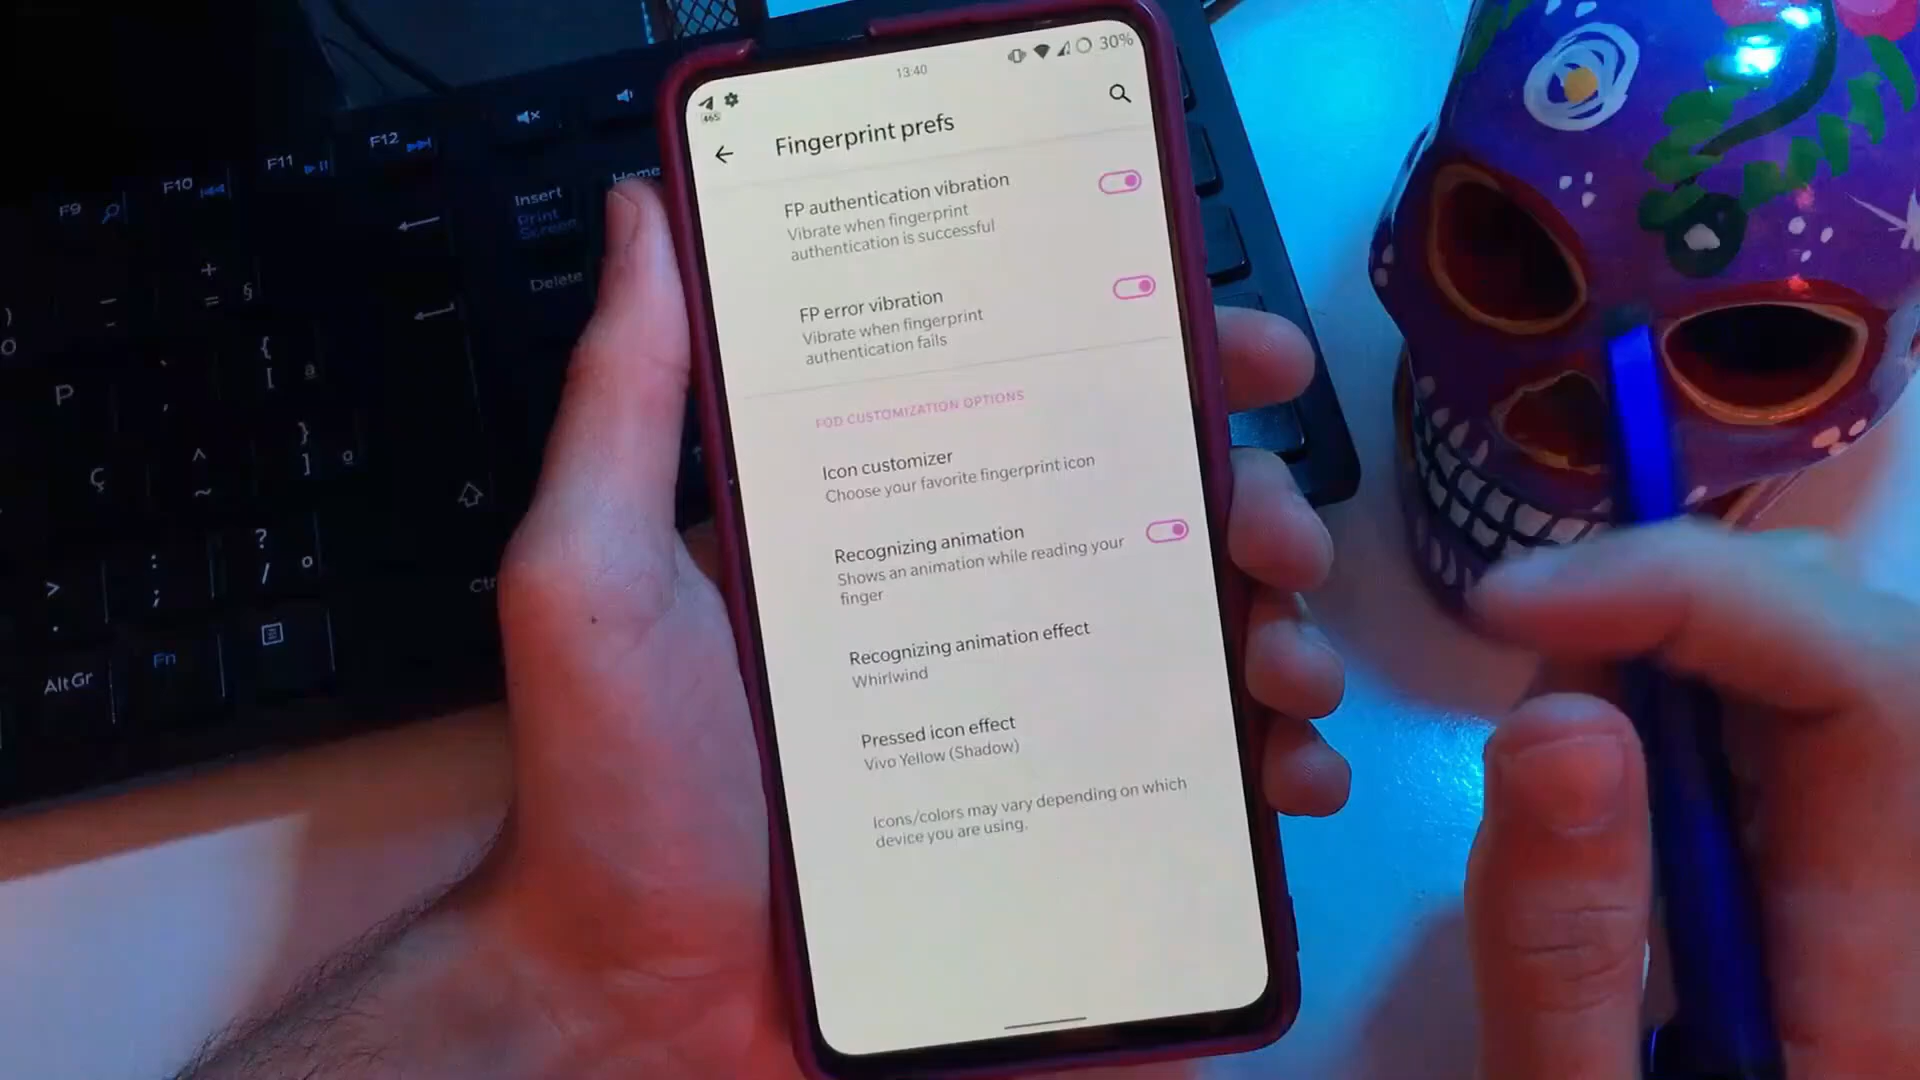 13:40
30%
465
Fingerprint prefs
FP authentication vibration
Vibrate when fingerprint
authentication is successful
FP error vibration
Vibrate when fingerprint
authentication fails
FOD CUSTOMIZATION OPTIONS
Icon customizer
Choose your favorite fingerprint icon
Recognizing animation
Shows an animation while reading your
finger
Recognizing animation effect
Whirlwind
Pressed icon effect
Vivo Yellow (Shadow)
Icons/colors may vary depending on which
device you are using.
F9
F10
F11
F12
Insert
Print
Screen
Home
Delete
+
= §
) 
O
P
{
[ ª
Ç
^
~
}
] º
>
.
:
;
?
/ º
Ctr
AltGr
Fn